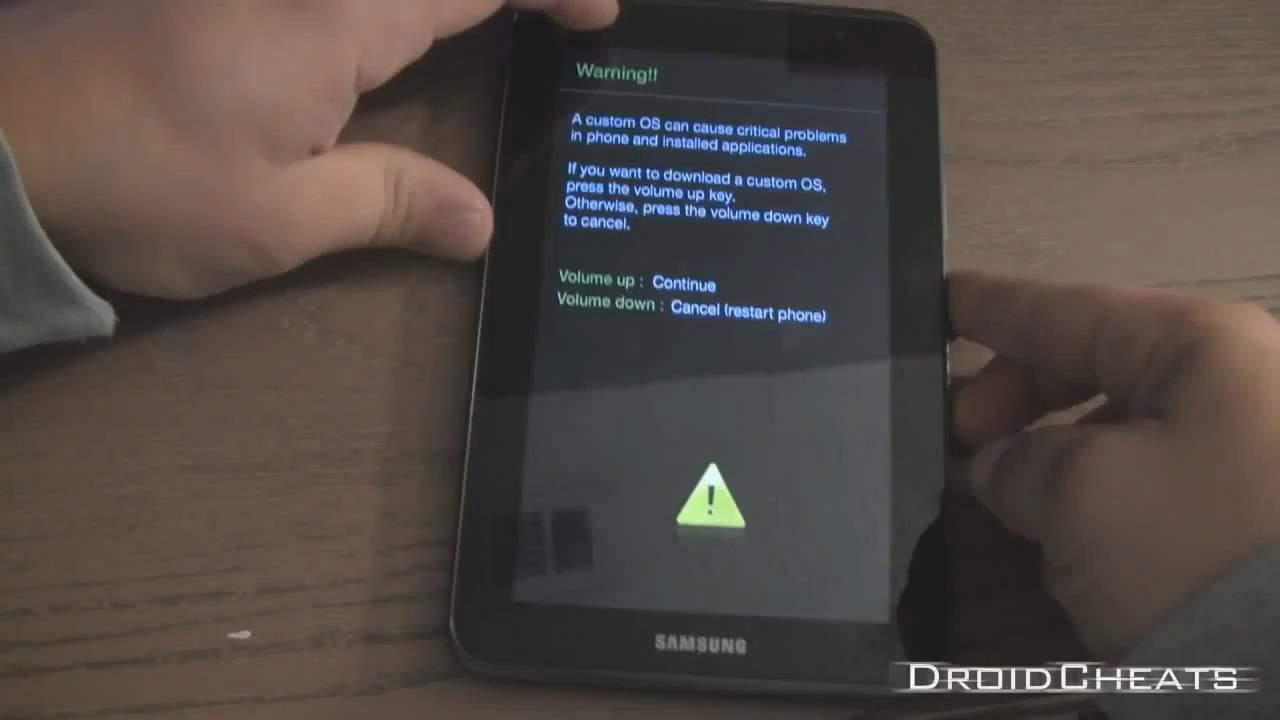 Warning!!
A custom OS can cause critical problems
in phone and installed applications.
If you want to download a custom OS,
press the volume up key.
Otherwise, press the volume down key
to cancel.
Volume up : Continue
Volume down : Cancel (restart phone)
!
SAMSUNG
DROIDCHEATS